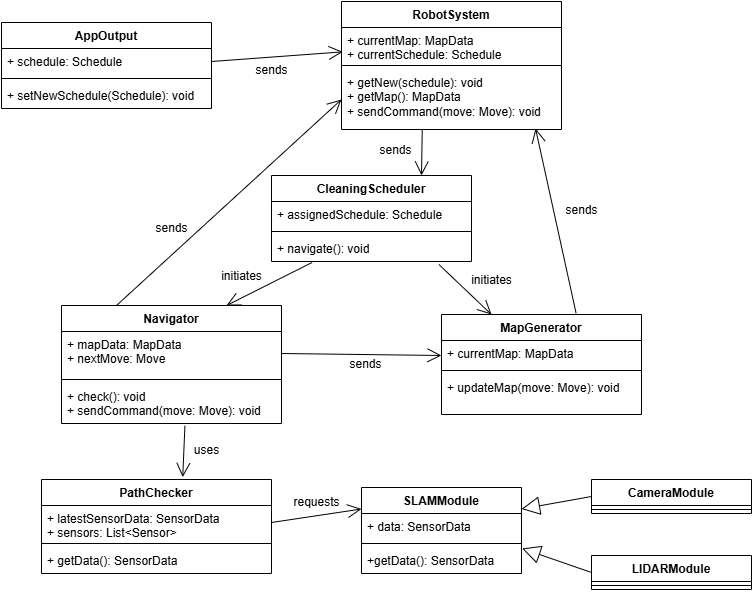 RobotSystem
+ currentMap: MapData
+ currentSchedule: Schedule
+ getNew(schedule): void
+ getMap(): MapData
+ sendCommand(move: Move): void
AppOutput
+ schedule: Schedule
+ setNewSchedule(Schedule): void
sends
sends
CleaningScheduler
+ assignedSchedule: Schedule
+ navigate(): void
sends
sends
initiates
initiates
Navigator
+ mapData: MapData
+ nextMove: Move
+ check(): void
+ sendCommand(move: Move): void
MapGenerator
+ currentMap: MapData
+ updateMap(move: Move): void
sends
uses
PathChecker
+ latestSensorData: SensorData
+ sensors: List<Sensor>
+ getData(): SensorData
requests
SLAMModule
+ data: SensorData
+getData(): SensorData
CameraModule
LIDARModule